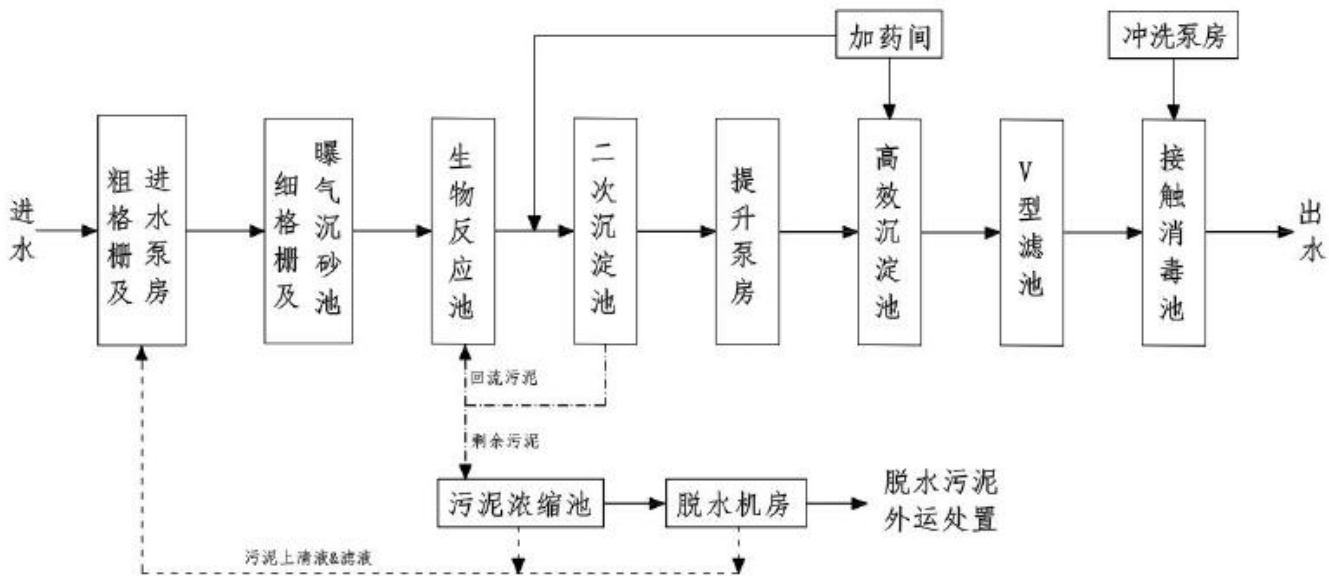 加药间
冲洗泵房
进水
粗格栅及
进水泵房
细格栅及
曝气沉砂池
生物反应池
二次沉淀池
提升泵房
高效沉淀池
V型滤池
接触消毒池
出水
回流污泥
剩余污泥
污泥浓缩池
脱水机房
脱水污泥
外运处置
污泥上清液&滤液